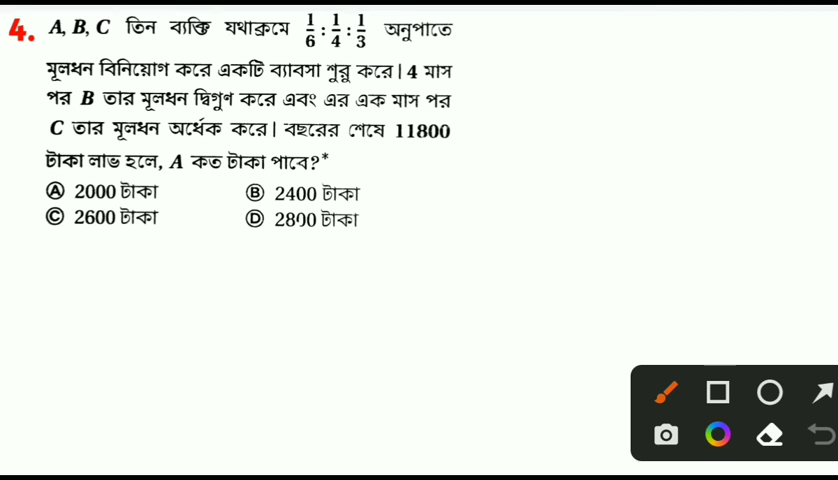 4. A, B, C তিন ব্যক্তি যথাক্রমে 1/6 : 1/4 : 1/3 অনুপাতে
মূলধন বিনিয়োগ করে একটি ব্যাবসা শুরু করে। 4 মাস
পর B তার মূলধন দ্বিগুণ করে এবং এর এক মাস পর
C তার মূলধন অর্ধেক করে। বছরের শেষে 11800
টাকা লাভ হলে, A কত টাকা পাবে?*
Ⓐ 2000 টাকা Ⓑ 2400 টাকা
Ⓒ 2600 টাকা Ⓓ 2800 টাকা